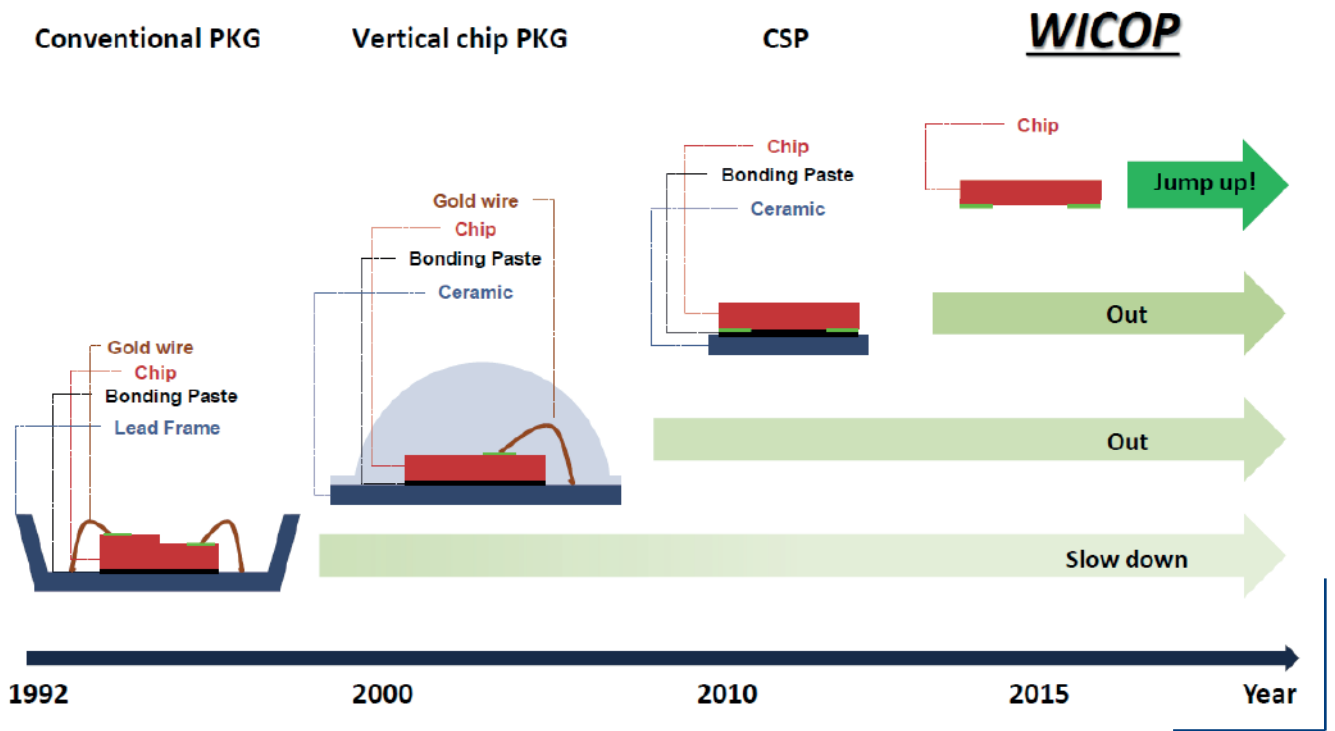 Conventional PKG
Vertical chip PKG
CSP
WICOP
Chip
Jump up!
Chip
Bonding Paste
Ceramic
Gold wire
Chip
Bonding Paste
Ceramic
Out
Gold wire
Chip
Bonding Paste
Lead Frame
Out
Slow down
1992
2000
2010
2015
Year